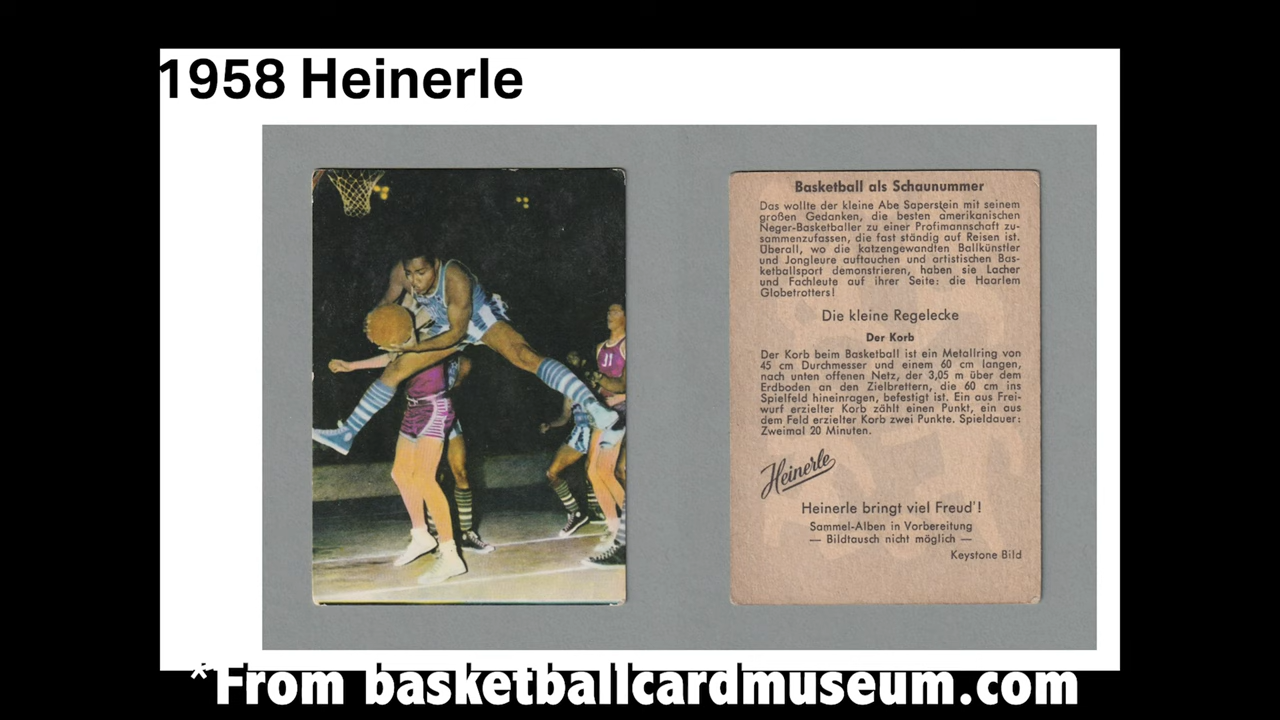 1958 Heinerle
Basketball als Schaunummer
Das wollte der kleine Abe Saperstein mit seinem
großen Gedanken, die besten amerikanischen
Neger-Basketballer zu einer Profimannschaft zu-
sammenzufassen, die fast ständig auf Reisen ist.
Überall, wo die katzengewandten Ballkünstler
und Jongleure auftauchen und artistischen Bas-
ketballsport demonstrieren, haben sie Lacher
und Fachleute auf ihrer Seite: die Haarlem
Globetrotters!
Die kleine Regelecke
Der Korb
Der Korb beim Basketball ist ein Metallring von
45 cm Durchmesser und einem 60 cm langen,
nach unten offenen Netz, der 3,05 m über dem
Erdboden an den Zielbrettern, die 60 cm ins
Spielfeld hineinragen, befestigt ist. Ein aus Frei-
wurf erzielter Korb zählt einen Punkt, ein aus
dem Feld erzielter Korb zwei Punkte. Spieldauer:
Zweimal 20 Minuten.
Heinerle
Heinerle bringt viel Freud'!
Sammel-Alben in Vorbereitung
— Bildtausch nicht möglich —
Keystone Bild
*From basketballcardmuseum.com